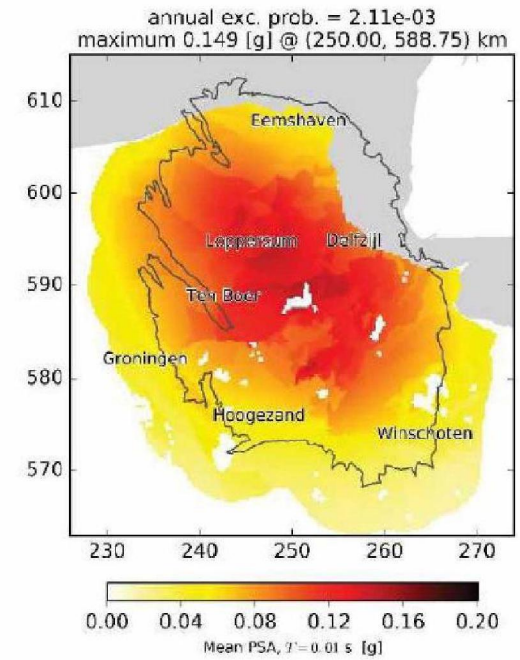 annual exc. prob. = 2.11e-03
maximum 0.149 [g] @ (250.00, 588.75) km
610
Eemshaven
600
Loppersum
Delfzijl
590
Ten Boer
Groningen
580
Hoogezand
Winschoten
570
230 240 250 260 270
0.00 0.04 0.08 0.12 0.16 0.20
Mean PSA, T = 0.01 s [g]